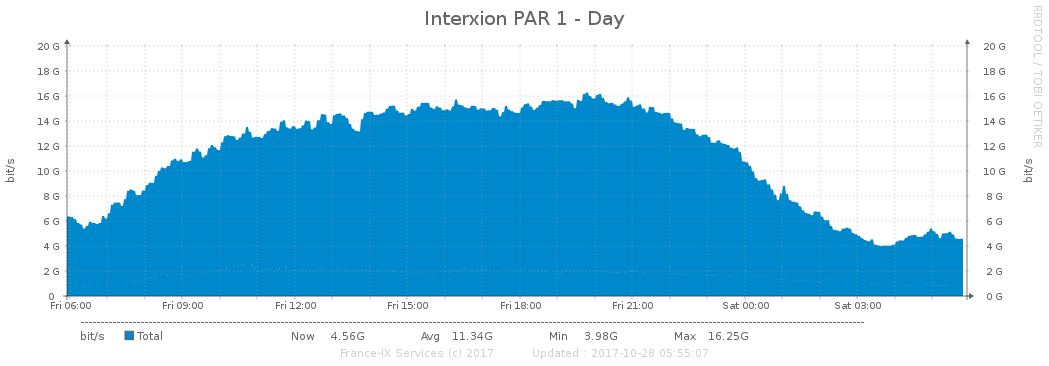 Interxion PAR 1 - Day
RRDTOOL / TOBI OETIKER
20 G 20 G
18 G 18 G
16 G 16 G
14 G 14 G
12 G 12 G
10 G 10 G
8 G 8 G
6 G 6 G
4 G 4 G
2 G 2 G
0 0 G
bit/s
bit/s
Fri 06:00 Fri 09:00 Fri 12:00 Fri 15:00 Fri 18:00 Fri 21:00 Sat 00:00 Sat 03:00
bit/s Total Now 4.56G Avg 11.34G Min 3.98G Max 16.25G
France-IX Services (c) 2017 Updated : 2017-10-28 05:55:07